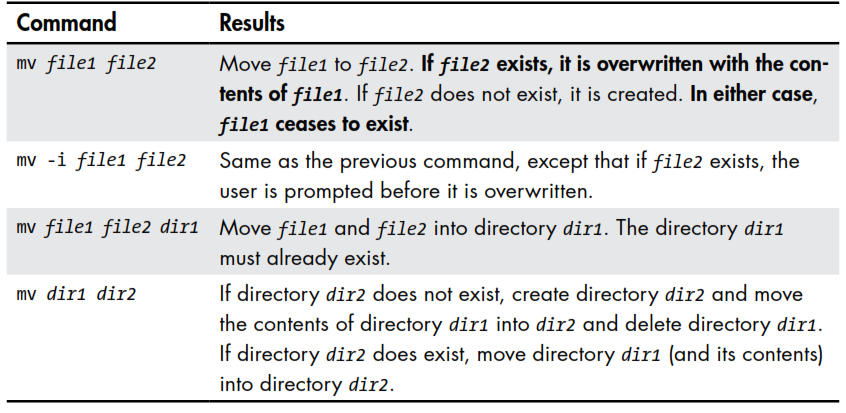 Command Results
mv file1 file2 Move file1 to file2. If file2 exists, it is overwritten with the con-
tents of file1. If file2 does not exist, it is created. In either case,
file1 ceases to exist.
mv -i file1 file2 Same as the previous command, except that if file2 exists, the
user is prompted before it is overwritten.
mv file1 file2 dir1 Move file1 and file2 into directory dir1. The directory dir1
must already exist.
mv dir1 dir2 If directory dir2 does not exist, create directory dir2 and move
the contents of directory dir1 into dir2 and delete directory dir1.
If directory dir2 does exist, move directory dir1 (and its contents)
into directory dir2.